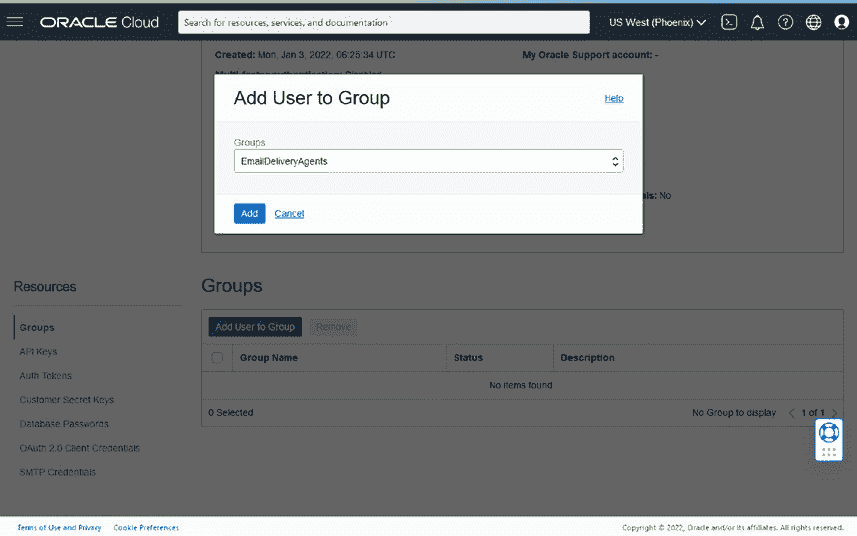 ORACLE Cloud
Search for resources, services, and documentation
US West (Phoenix)
Created: Mon, Jan 3, 2022, 06:25:34 UTC
My Oracle Support account: -
Multi-factor authentication: Disabled
Add User to Group
Help
Groups
EmailDeliveryAgents
Add
Cancel
No
Resources
Groups
API Keys
Auth Tokens
Customer Secret Keys
Database Passwords
OAuth 2.0 Client Credentials
SMTP Credentials
Groups
Add User to Group
Remove
Group Name
Status
Description
No items found
0 Selected
No Group to display
1 of 1
Terms of Use and Privacy
Cookie Preferences
Copyright © 2022, Oracle and/or its affiliates. All rights reserved.